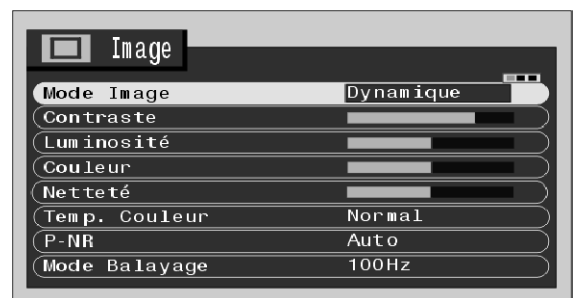 Image
Mode Image Dynamique
Contraste
Luminosité
Couleur
Netteté
Temp. Couleur Normal
P-NR Auto
Mode Balayage 100Hz